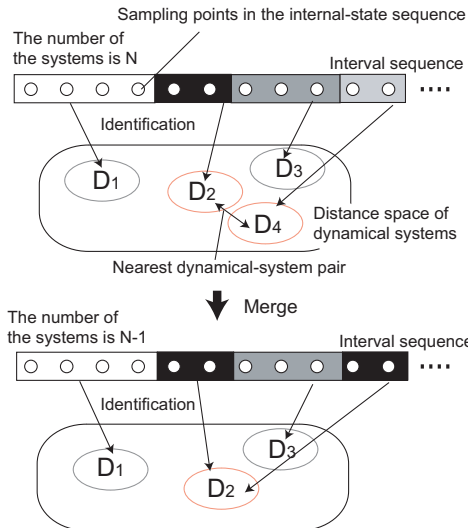 Sampling points in the internal-state sequence
The number of
the systems is N
Interval sequence
Identification
D1
D2
D3
D4
Distance space of
dynamical systems
Nearest dynamical-system pair
Merge
The number of
the systems is N-1
Interval sequence
Identification
D1
D2
D3